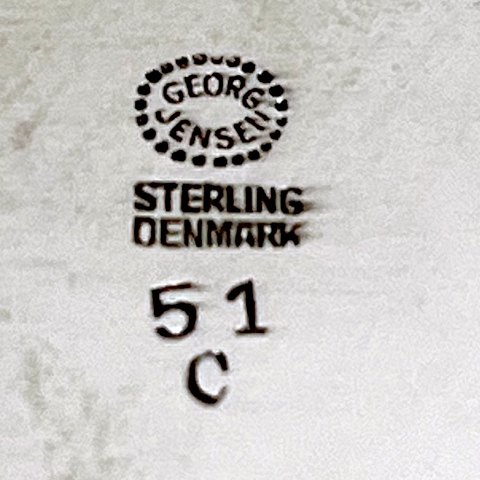 GEORG
JENSEN
STERLING
DENMARK
51
C